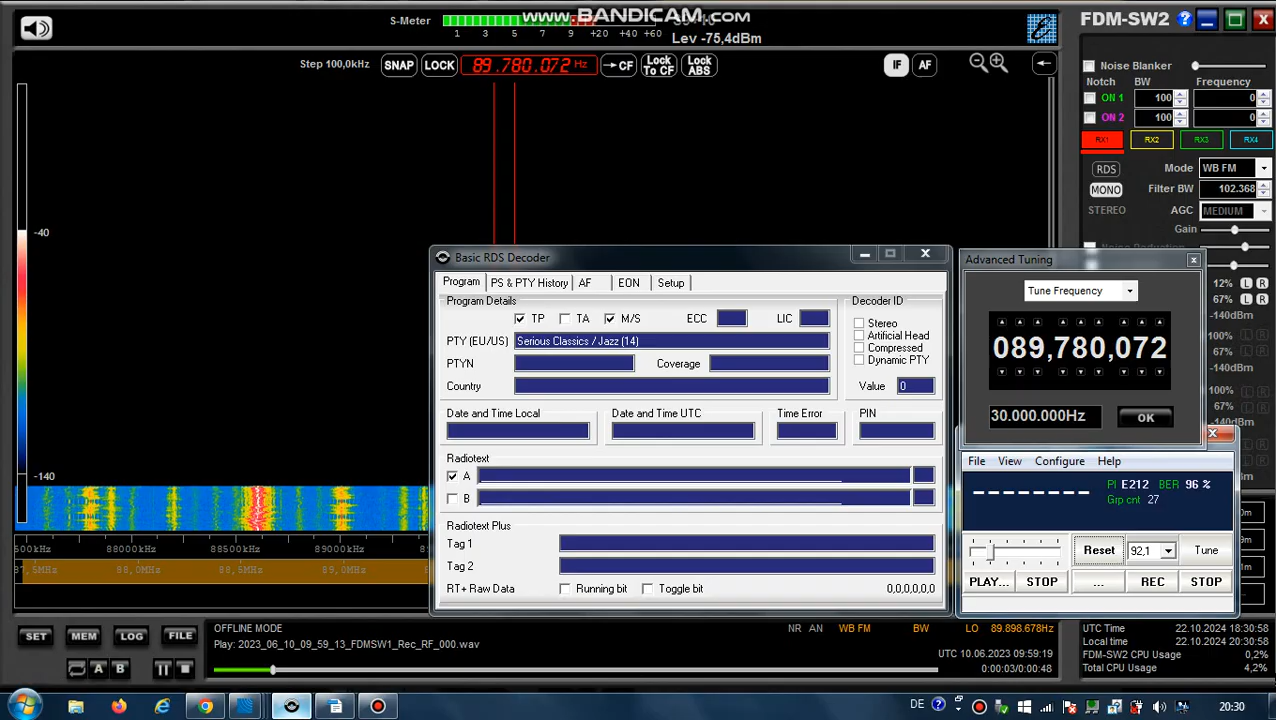 www.BANDICAM.com
S-Meter
1 3 5 7 9 +20 +40 +60
Lev -75,4dBm
FDM-SW2
Step 100,0kHz SNAP LOCK 89.780.072 Hz →CF Lock To CF Lock ABS IF AF
Noise Blanker
Notch BW Frequency
ON 1 100 0
ON 2 100 0
RX1 RX2 RX3 RX4
RDS Mode WB FM
MONO Filter BW 102.368
STEREO AGC MEDIUM
Gain
-40
-140
Basic RDS Decoder
Program PS & PTY History AF EON Setup
Program Details
TP TA M/S ECC LIC
PTY (EU/US) Serious Classics / Jazz (14)
PTYN Coverage
Country
Decoder ID
Stereo
Artificial Head
Compressed
Dynamic PTY
Value 0
Date and Time Local Date and Time UTC Time Error PIN
Radiotext
A
B
Radiotext Plus
Tag 1
Tag 2
RT+ Raw Data Running bit Toggle bit 0,0,0,0,0
Advanced Tuning x
Tune Frequency
089,780,072
30.000.000Hz OK
12% L R
67% L R
-140dBm
67%
-140dBm
100%
67%
-140dBm
File View Configure Help
-------- PI E212 BER 96 %
Grp cnt 27
Reset 92,1 Tune
PLAY... STOP ... REC STOP
500kHz 88000kHz 88500kHz 89000kHz
87,5MHz 88,0MHz 88,5MHz 89,0MHz
SET MEM LOG FILE
A B
OFFLINE MODE NR AN WB FM BW LO 89.898.678Hz
Play: 2023_06_10_09_59_13_FDMSW1_Rec_RF_000.wav
UTC 10.06.2023 09:59:19
0:00:03/0:00:48
UTC Time 22.10.2024 18:30:58
Local time 22.10.2024 18:30:58
FDM-SW2 CPU Usage 0,2%
Total CPU Usage 4,2%
DE 20:30